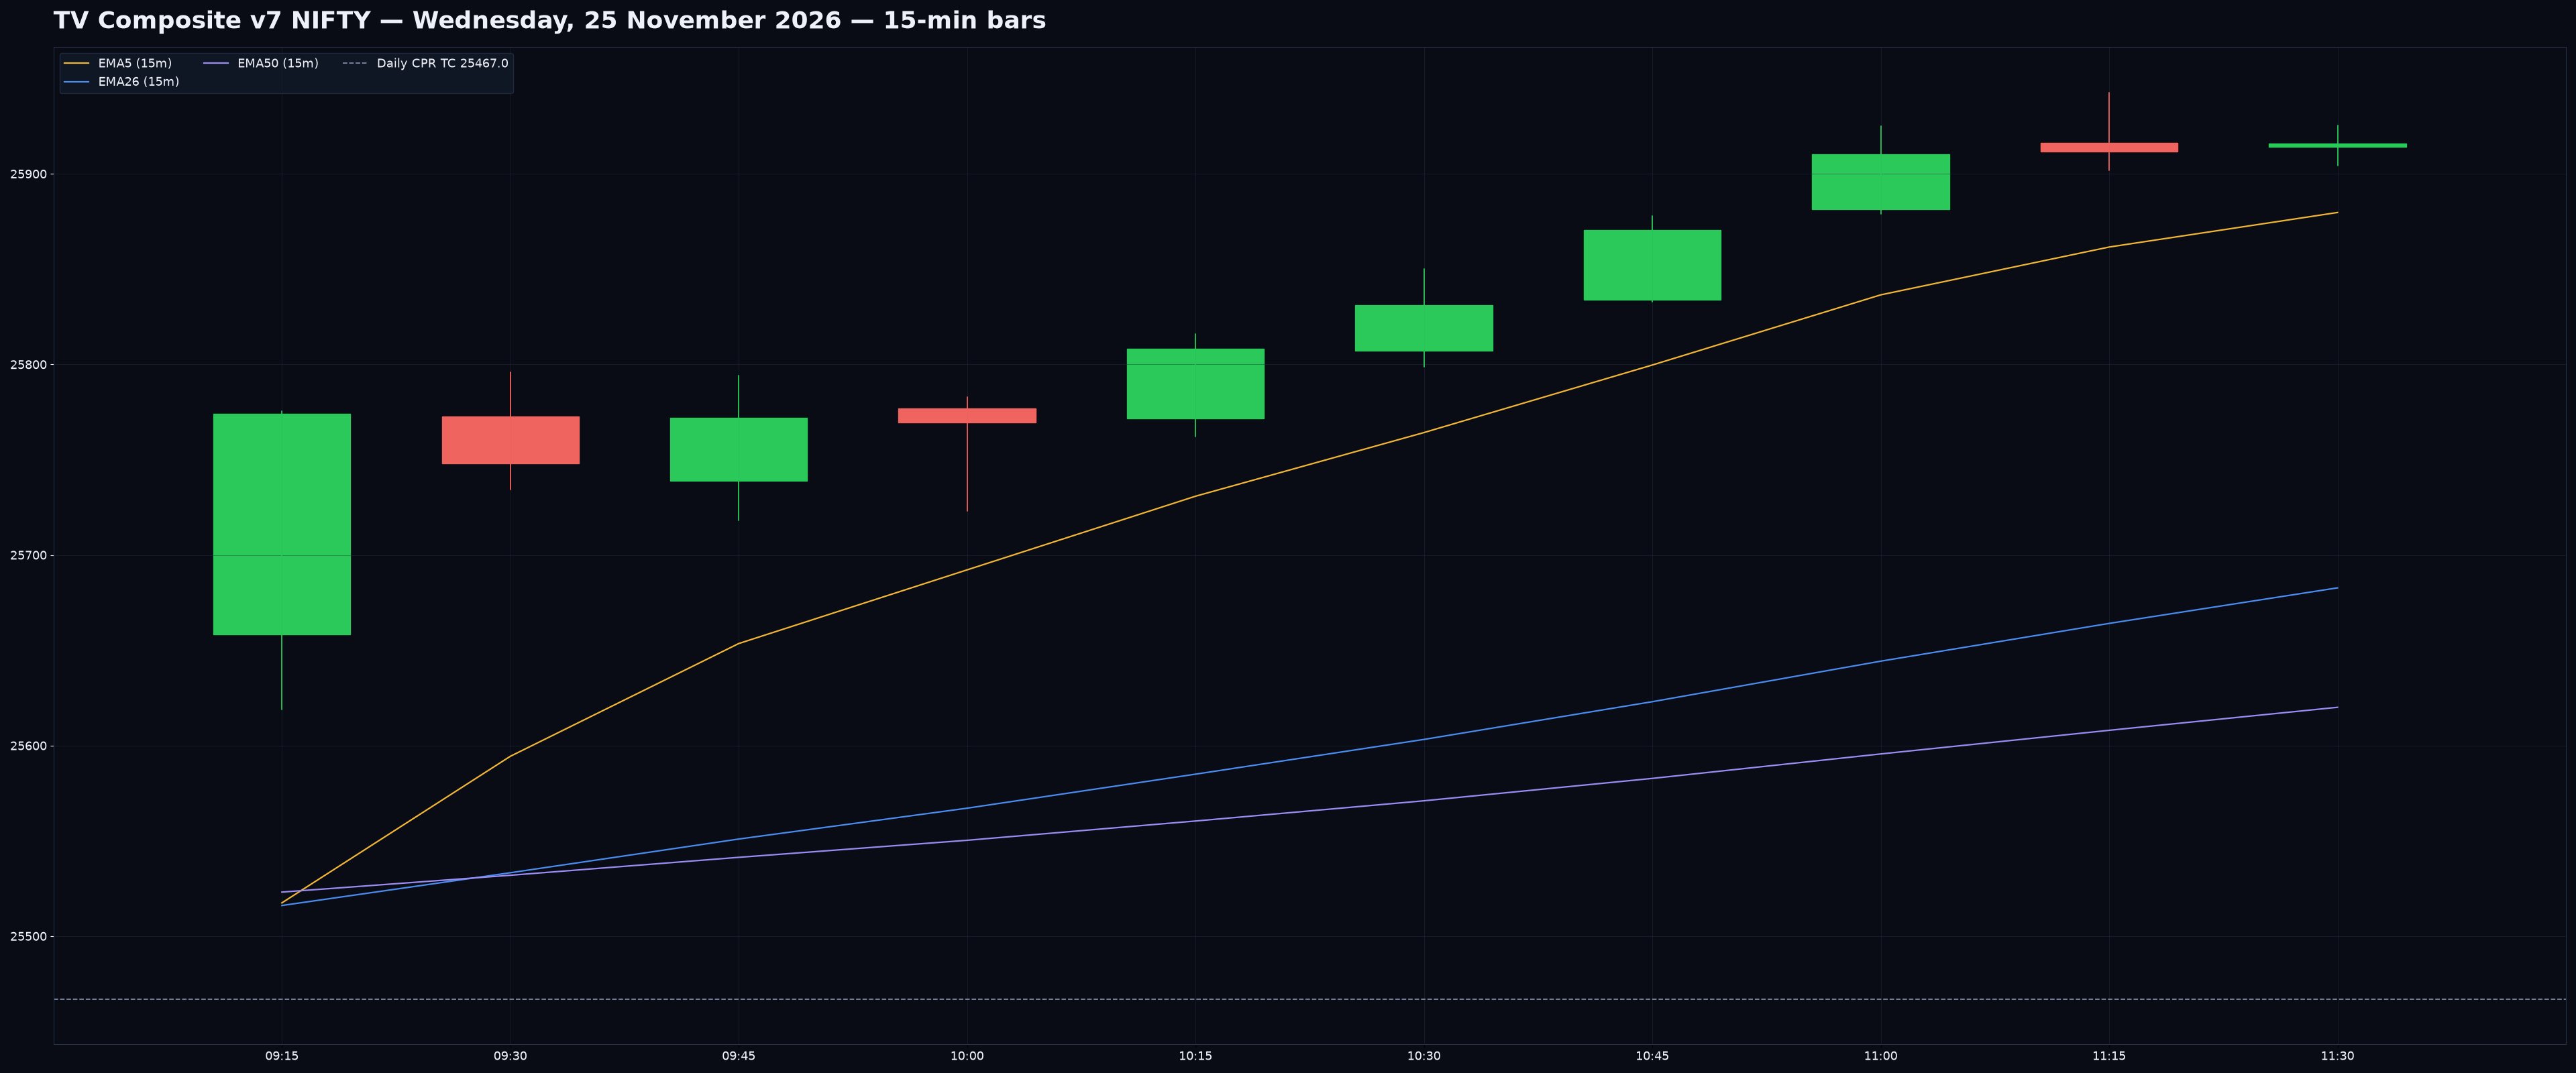 TV Composite v7 NIFTY — Wednesday, 25 November 2026 — 15-min bars
EMA5 (15m) EMA50 (15m) Daily CPR TC 25467.0
EMA26 (15m)
25900
25800
25700
25600
25500
09:15 09:30 09:45 10:00 10:15 10:30 10:45 11:00 11:15 11:30